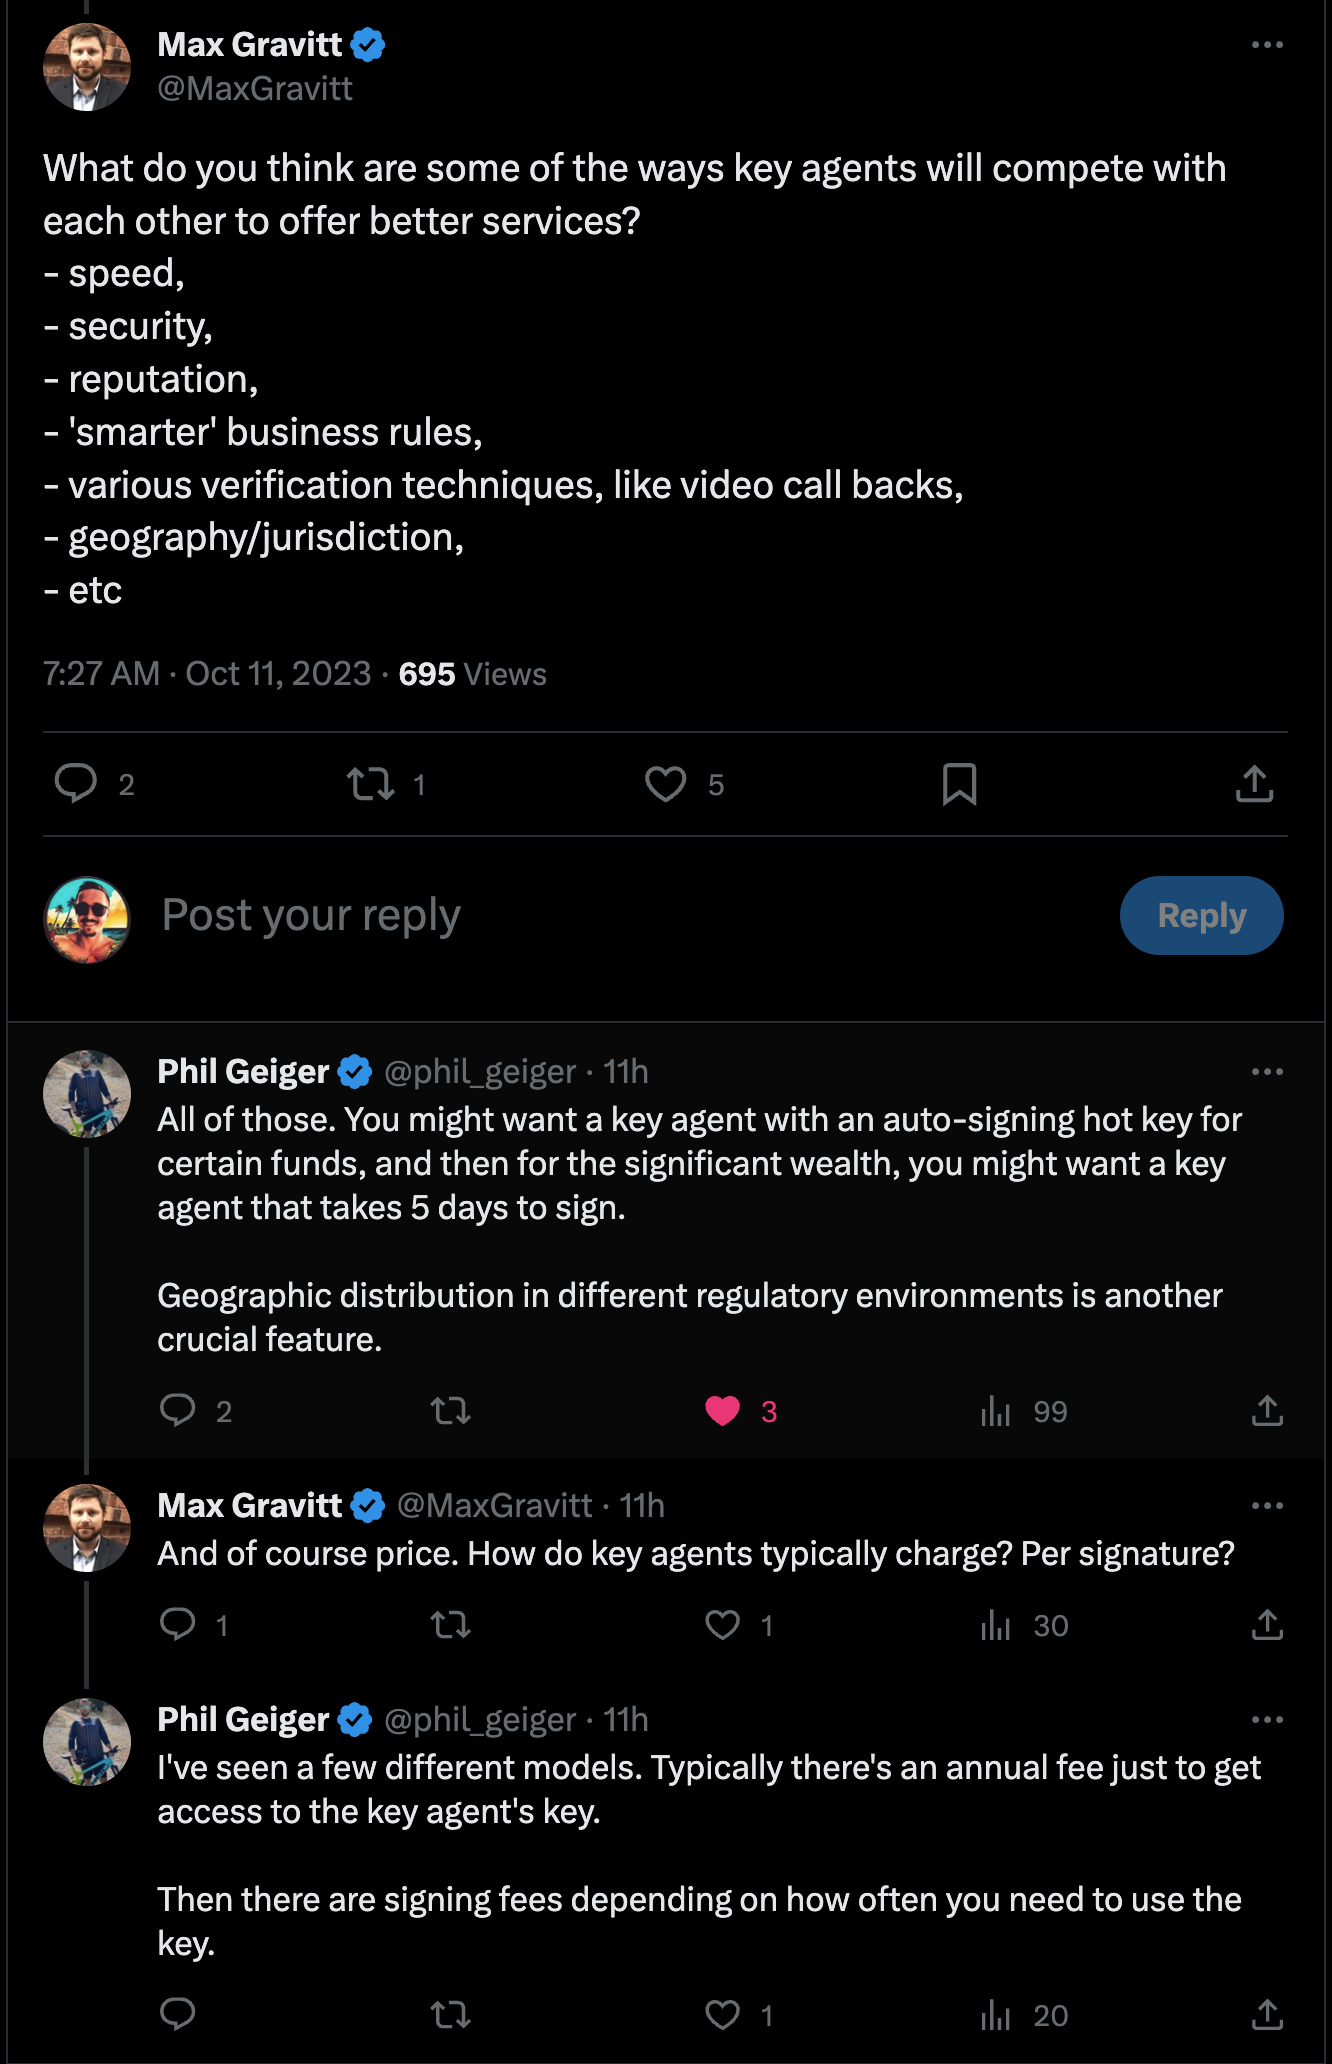 Max Gravitt
@MaxGravitt
What do you think are some of the ways key agents will compete with
each other to offer better services?
- speed,
- security,
- reputation,
- 'smarter' business rules,
- various verification techniques, like video call backs,
- geography/jurisdiction,
- etc
7:27 AM · Oct 11, 2023 · 695 Views
2 1 5
Post your reply
Reply
Phil Geiger @phil_geiger · 11h
All of those. You might want a key agent with an auto-signing hot key for
certain funds, and then for the significant wealth, you might want a key
agent that takes 5 days to sign.
Geographic distribution in different regulatory environments is another
crucial feature.
2 3 99
Max Gravitt @MaxGravitt · 11h
And of course price. How do key agents typically charge? Per signature?
1 1 30
Phil Geiger @phil_geiger · 11h
I've seen a few different models. Typically there's an annual fee just to get
access to the key agent's key.
Then there are signing fees depending on how often you need to use the
key.
1 20